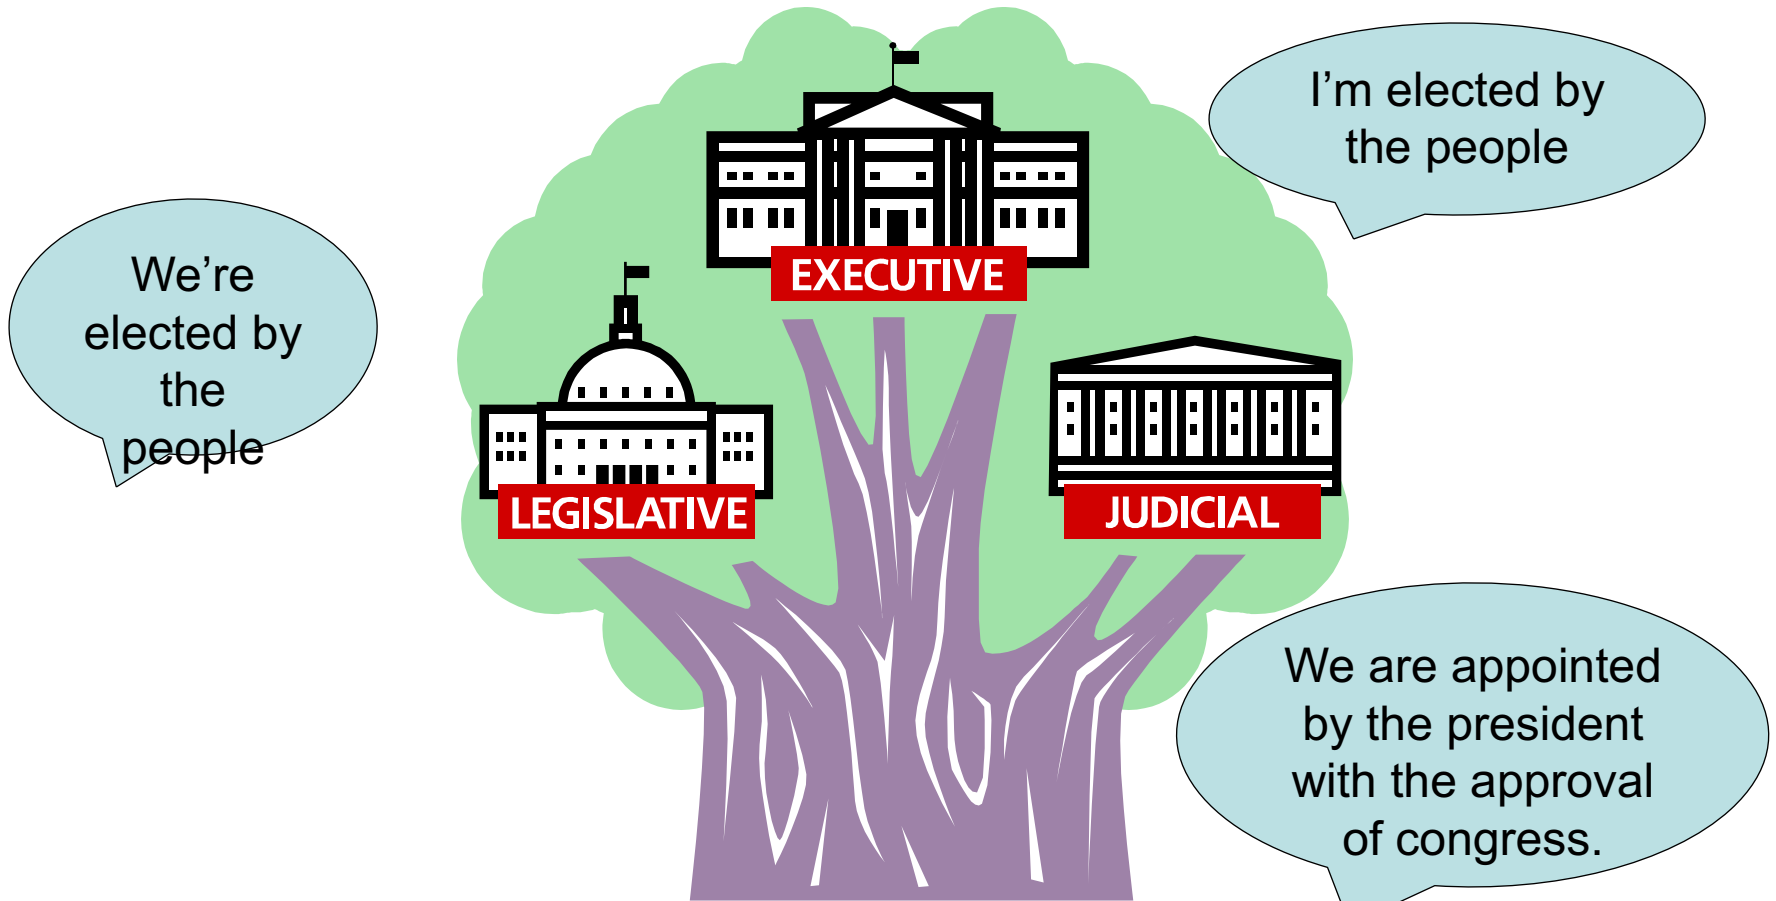 I’m elected by
the people
EXECUTIVE
We’re
elected by
the
people
LEGISLATIVE
JUDICIAL
We are appointed
by the president
with the approval
of congress.